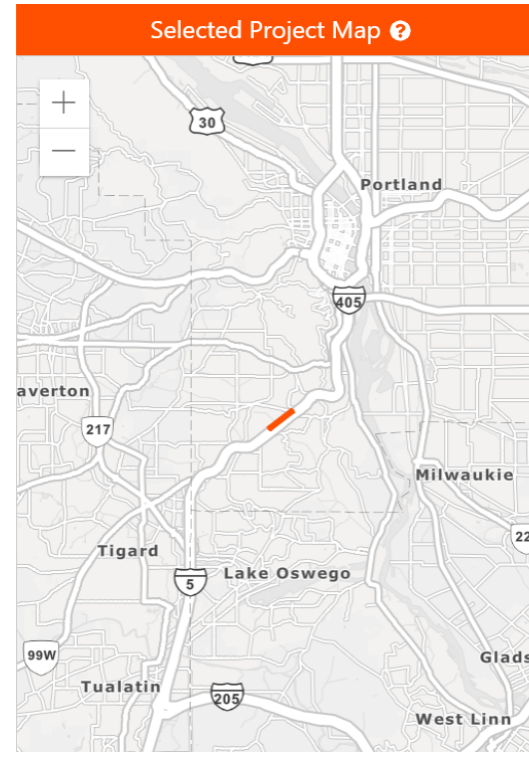 Selected Project Map ?
+
30
−
Portland
405
averton
217
Milwaukie
22
Tigard
Lake Oswego
5
99W
Glads
Tualatin
205
West Linn